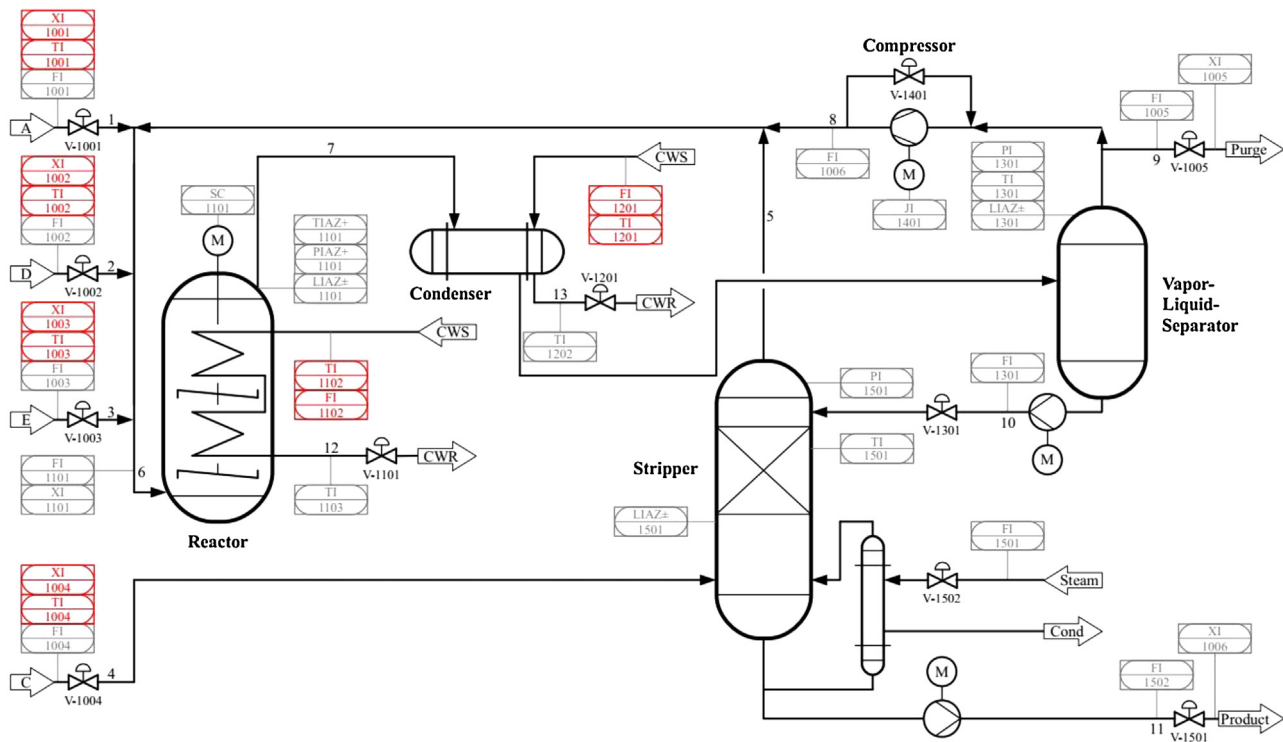 XI
1001
TI
1001
FI
1001
A
V-1001
1
XI
1002
TI
1002
FI
1002
D
V-1002
2
XI
1003
TI
1003
FI
1003
E
V-1003
3
FI
1101
XI
1101
6
XI
1004
TI
1004
FI
1004
C
V-1004
4
7
SC
1101
M
TIAZ+
1101
PIAZ+
1101
LIAZ±
1101
Reactor
CWS
TI
1102
FI
1102
12
V-1101
CWR
TI
1103
CWS
FI
1201
TI
1201
Condenser
13
V-1201
CWR
TI
1202
Compressor
V-1401
8
FI
1006
M
JI
1401
5
PI
1301
TI
1301
LIAZ±
1301
XI
1005
FI
1005
9
V-1005
Purge
Vapor-
Liquid-
Separator
FI
1301
V-1301
10
M
PI
1501
TI
1501
Stripper
LIAZ±
1501
FI
1501
V-1502
Steam
Cond
M
XI
1006
FI
1502
11
V-1501
Product